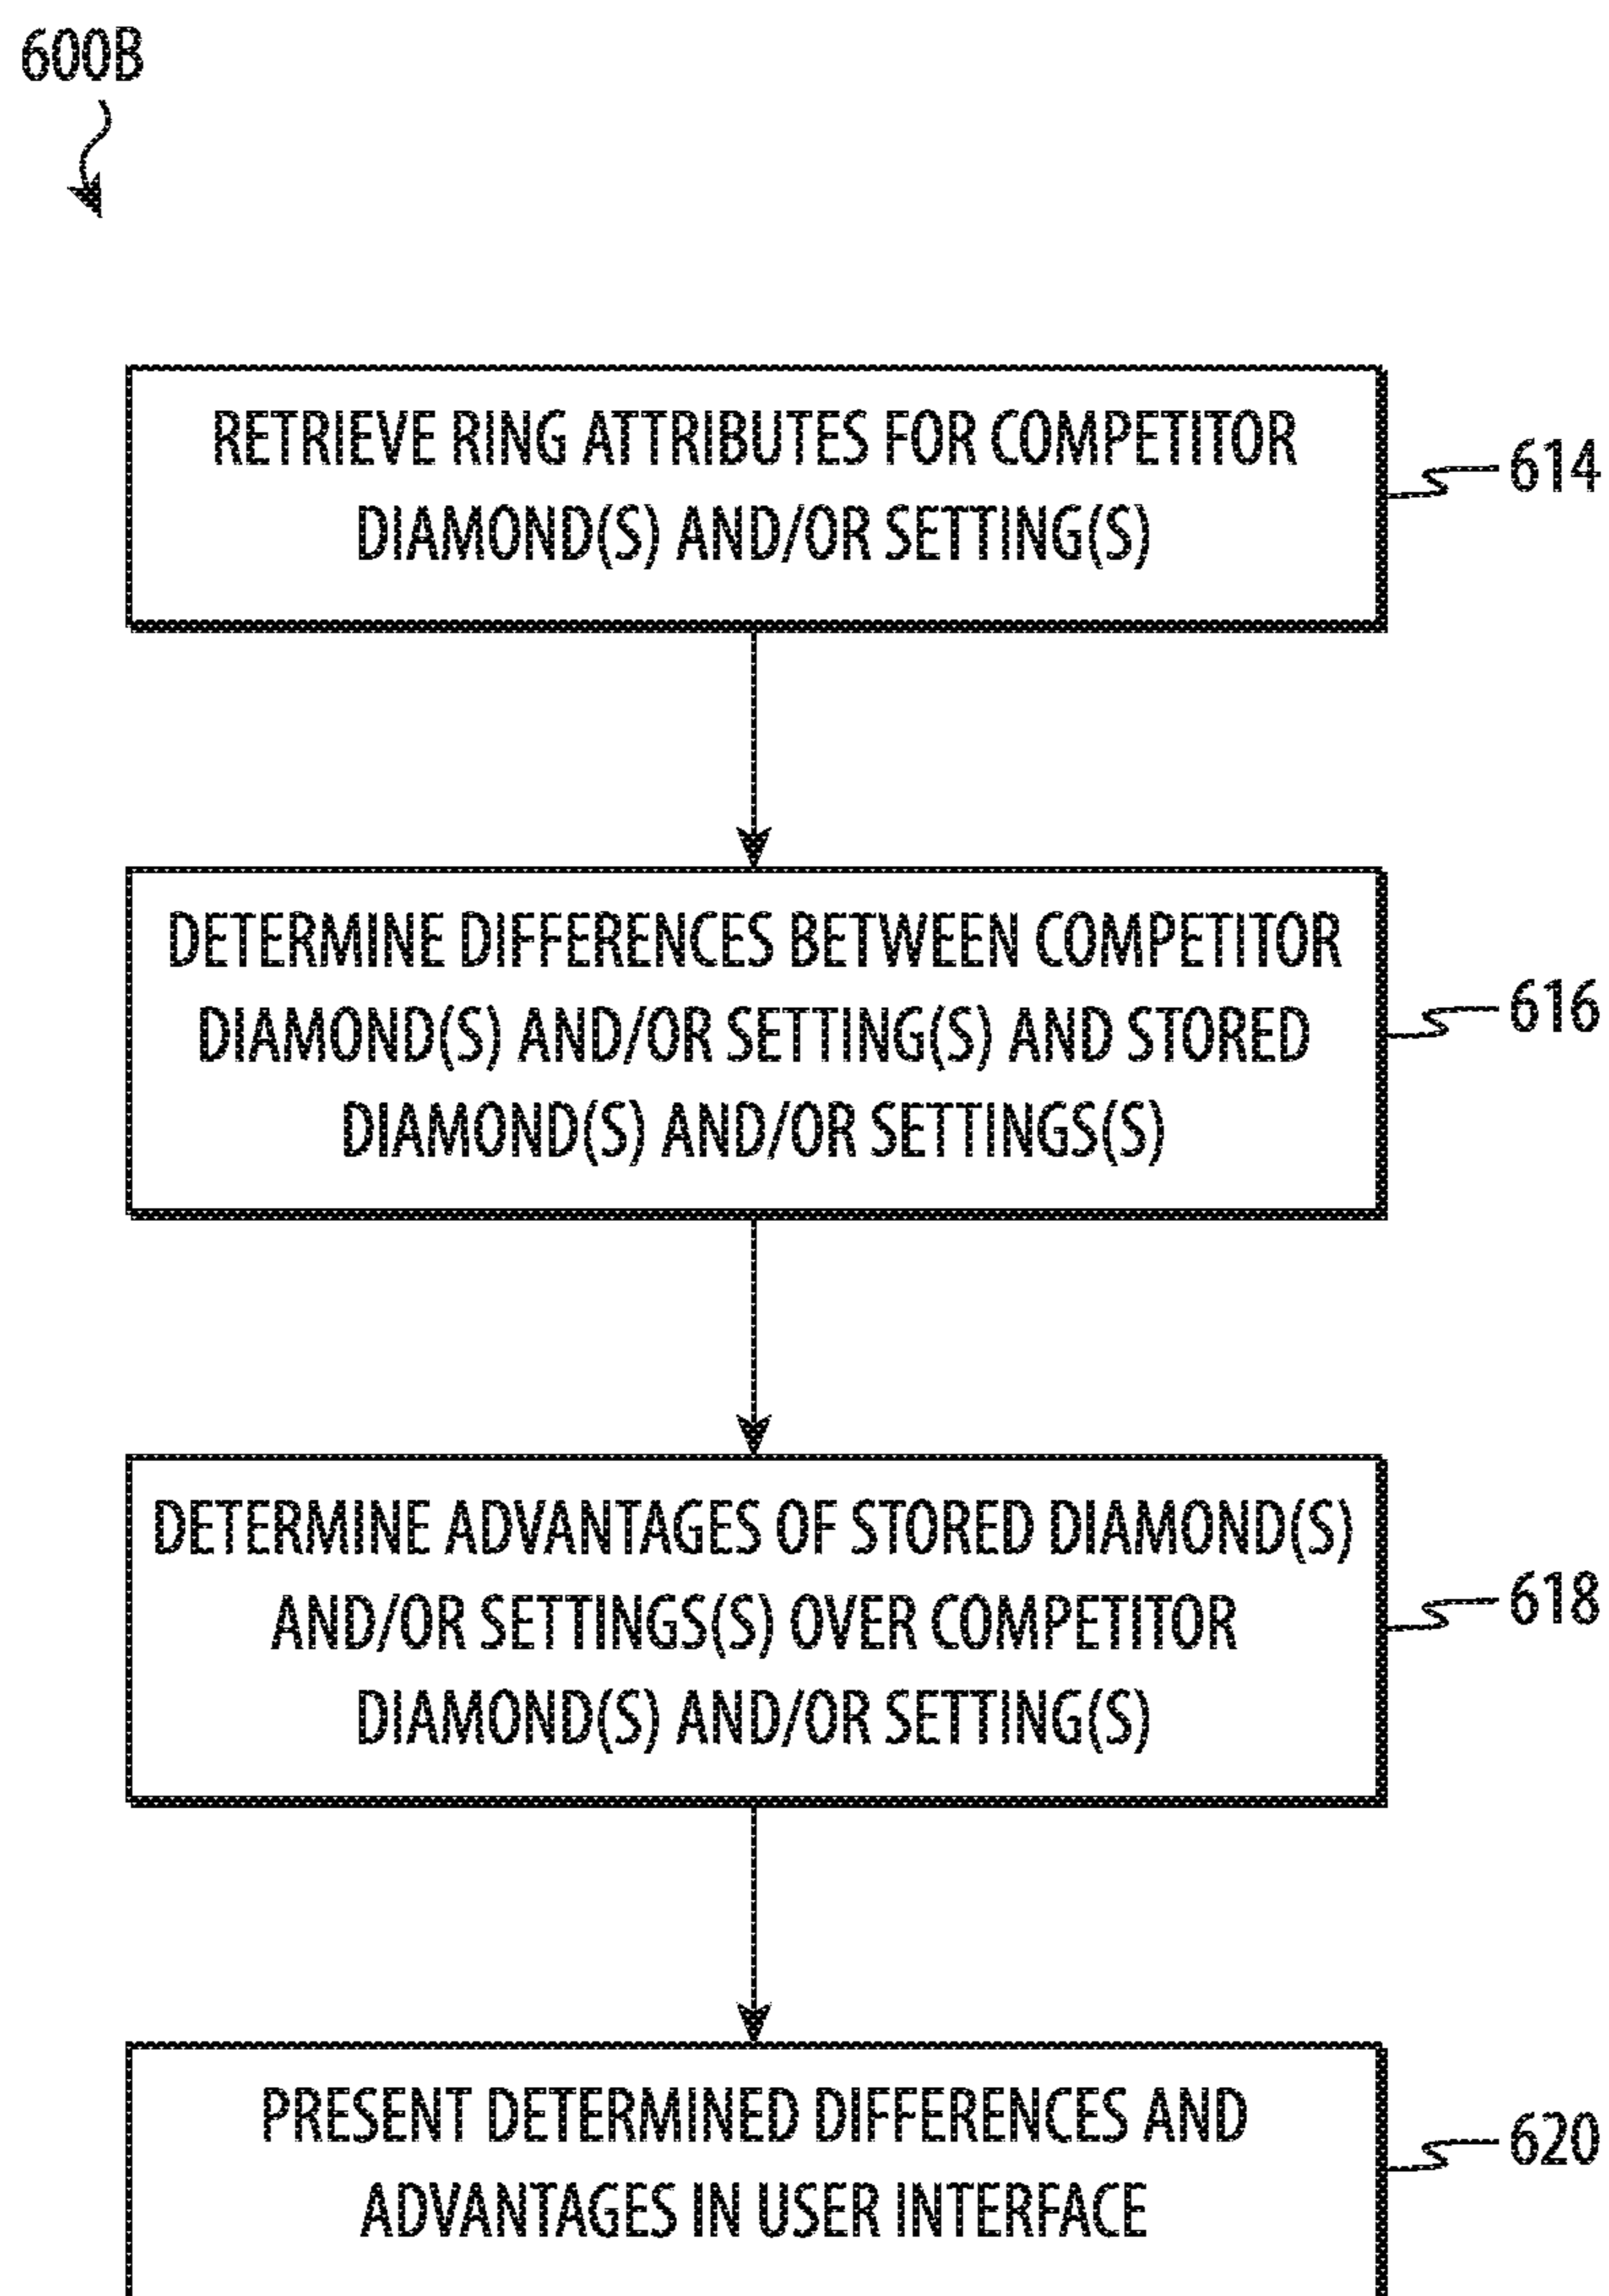 600B
RETRIEVE RING ATTRIBUTES FOR COMPETITOR
DIAMOND(S) AND/OR SETTING(S)
614
DETERMINE DIFFERENCES BETWEEN COMPETITOR
DIAMOND(S) AND/OR SETTING(S) AND STORED
DIAMOND(S) AND/OR SETTINGS(S)
616
DETERMINE ADVANTAGES OF STORED DIAMOND(S)
AND/OR SETTINGS(S) OVER COMPETITOR
DIAMOND(S) AND/OR SETTING(S)
618
PRESENT DETERMINED DIFFERENCES AND
ADVANTAGES IN USER INTERFACE
620